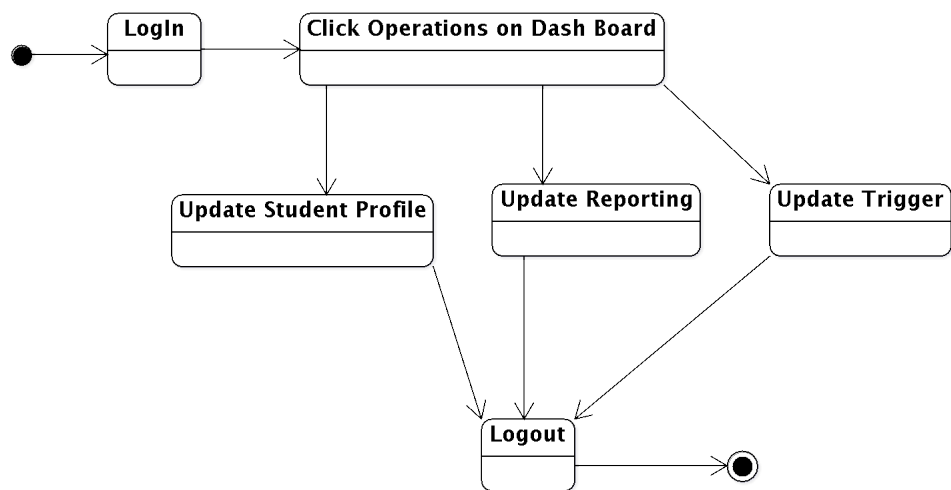 LogIn
Click Operations on Dash Board
Update Student Profile
Update Reporting
Update Trigger
Logout